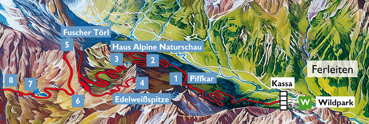 Fuscher Törl
5
Haus Alpine Naturschau
3
2
Kassa
Ferleiten
8
7
4
1
Piffkar
W
Wildpark
6
Edelweißspitze